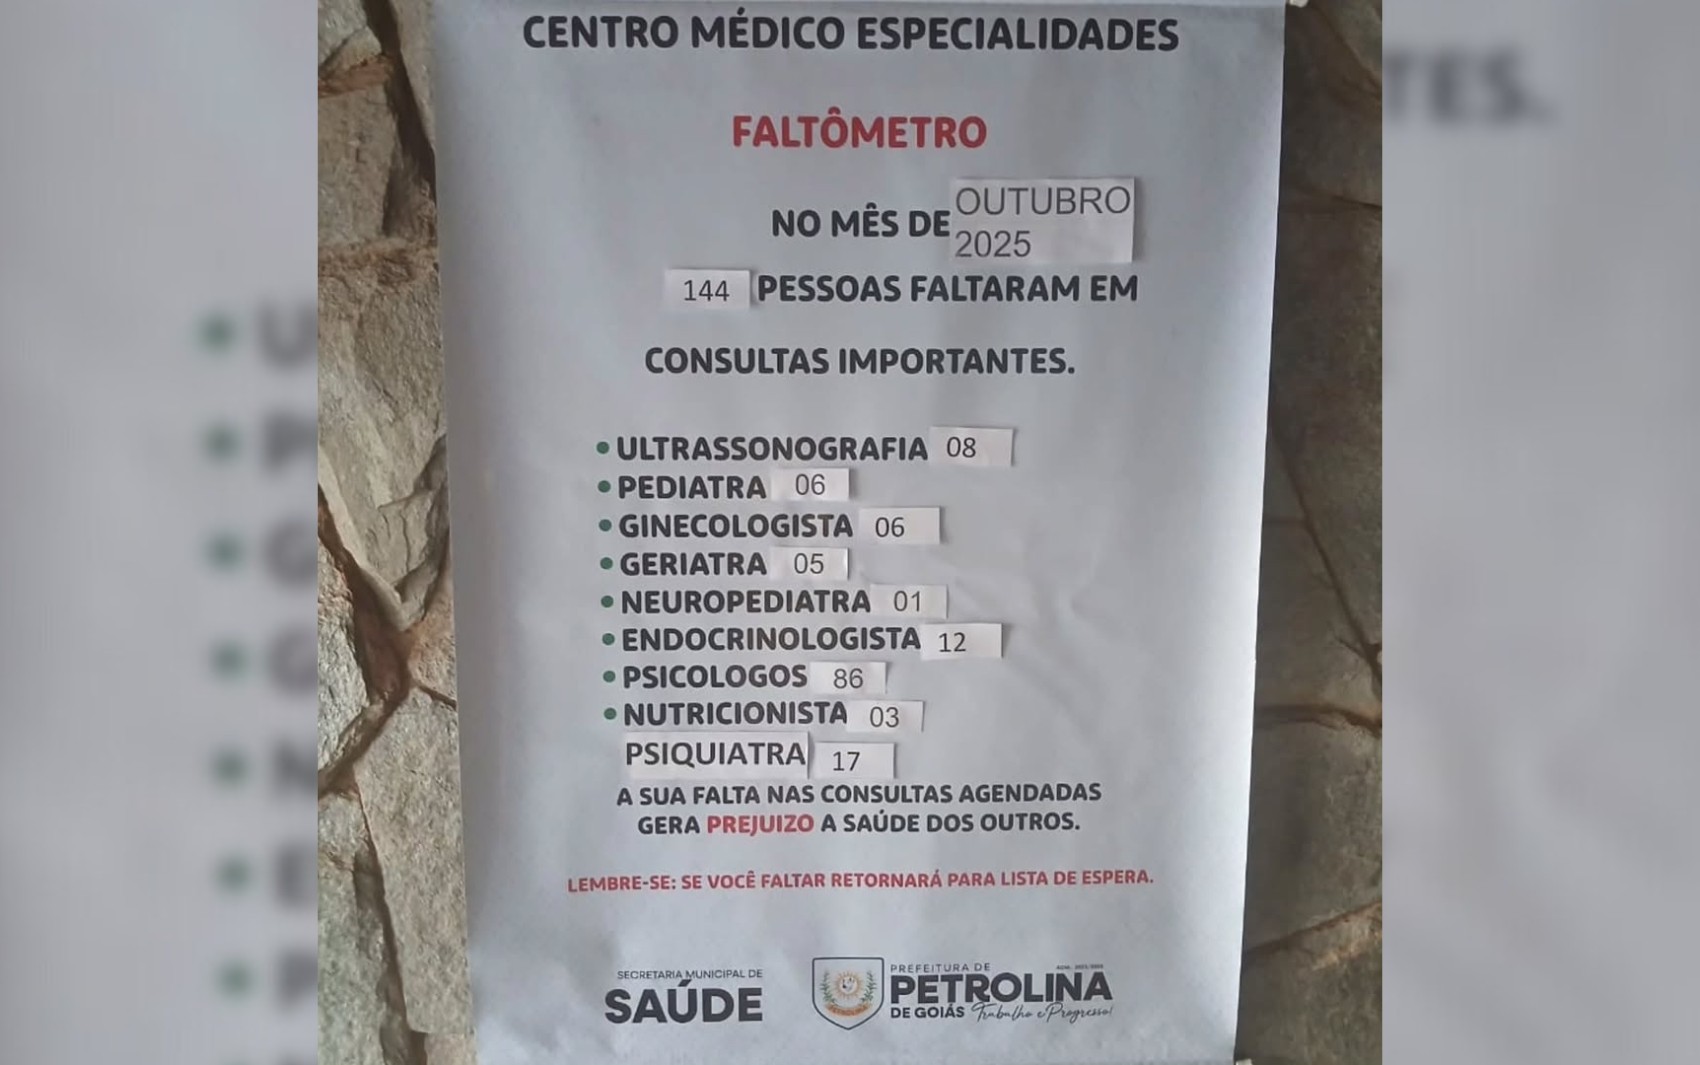 CENTRO MÉDICO ESPECIALIDADES
FALTÔMETRO
NO MÊS DE OUTUBRO
2025
144 PESSOAS FALTARAM EM
CONSULTAS IMPORTANTES.
• ULTRASSONOGRAFIA 08
• PEDIATRA 06
• GINECOLOGISTA 06
• GERIATRA 05
• NEUROPEDIATRA 01
• ENDOCRINOLOGISTA 12
• PSICOLOGOS 86
• NUTRICIONISTA 03
PSIQUIATRA 17
A SUA FALTA NAS CONSULTAS AGENDADAS
GERA PREJUIZO A SAÚDE DOS OUTROS.
LEMBRE-SE: SE VOCÊ FALTAR RETORNARÁ PARA LISTA DE ESPERA.
SECRETARIA MUNICIPAL DE
SAÚDE
PREFEITURA DE
PETROLINA
DE GOIÁS Trabalho e Progresso!